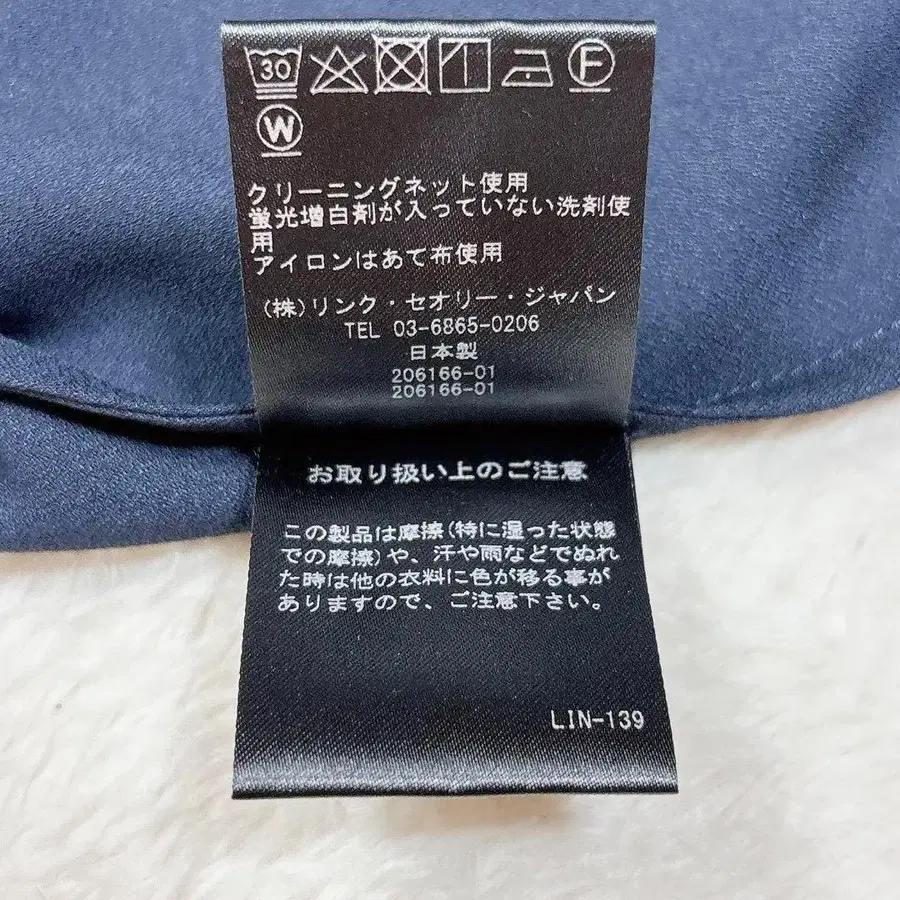 30
F
W
クリーニングネット使用
蛍光増白剤が入っていない洗剤使
用
アイロンはあて布使用
(株)リンク・セオリー・ジャパン
TEL 03-6865-0206
日本製
206166-01
206166-01
お取り扱い上のご注意
この製品は摩擦(特に湿った状態
での摩擦)や、汗や雨などでぬれ
た時は他の衣料に色が移る事が
ありますので、ご注意下さい。
LIN-139